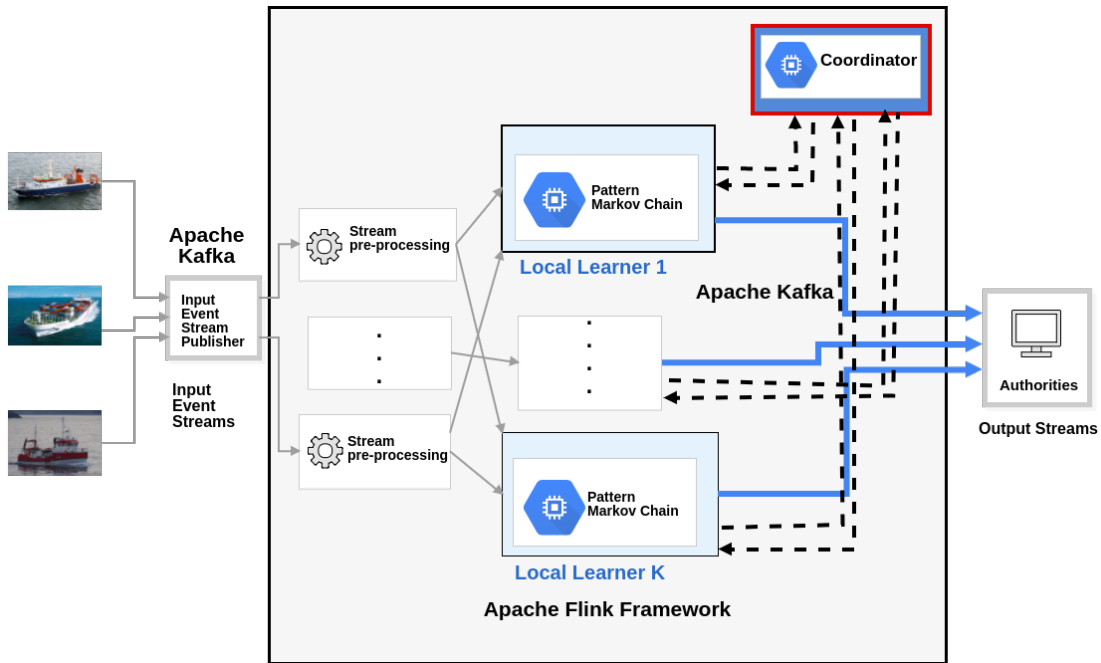 Coordinator
Pattern
Markov Chain
Local Learner 1
Stream
pre-processing
Apache
Kafka
Input
Event
Stream
Publisher
Input
Event
Streams
Apache Kafka
Authorities
Output Streams
Stream
pre-processing
Pattern
Markov Chain
Local Learner K
Apache Flink Framework